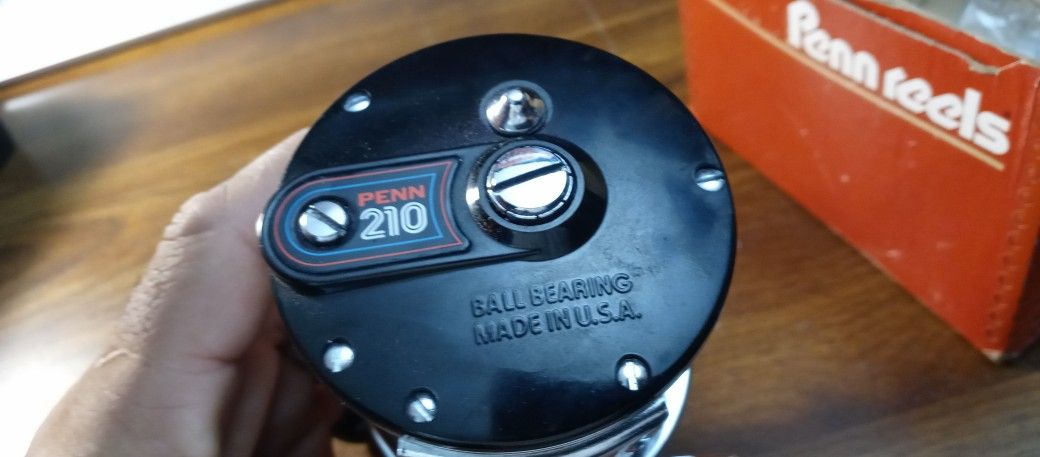 PENN
210
BALL BEARING
MADE IN U.S.A.
Penn reels